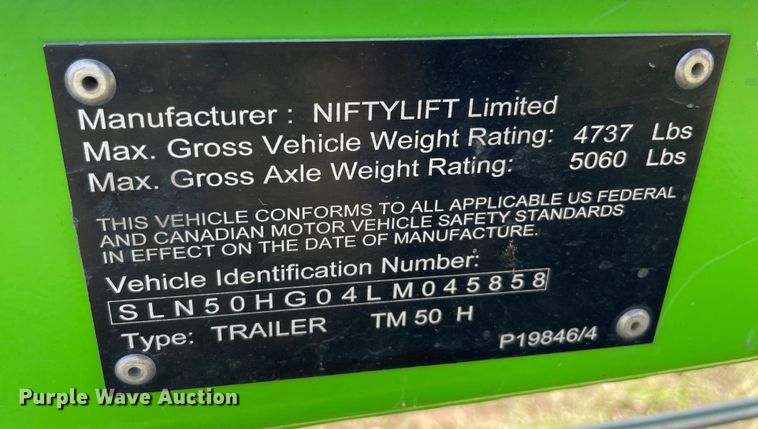 Manufacturer : NIFTYLIFT Limited
Max. Gross Vehicle Weight Rating: 4737 Lbs
Max. Gross Axle Weight Rating: 5060 Lbs
THIS VEHICLE CONFORMS TO ALL APPLICABLE US FEDERAL
AND CANADIAN MOTOR VEHICLE SAFETY STANDARDS
IN EFFECT ON THE DATE OF MANUFACTURE.
Vehicle Identification Number:
SLN50HG04LM045858
Type: TRAILER TM 50 H
P19846/4
Purple Wave Auction